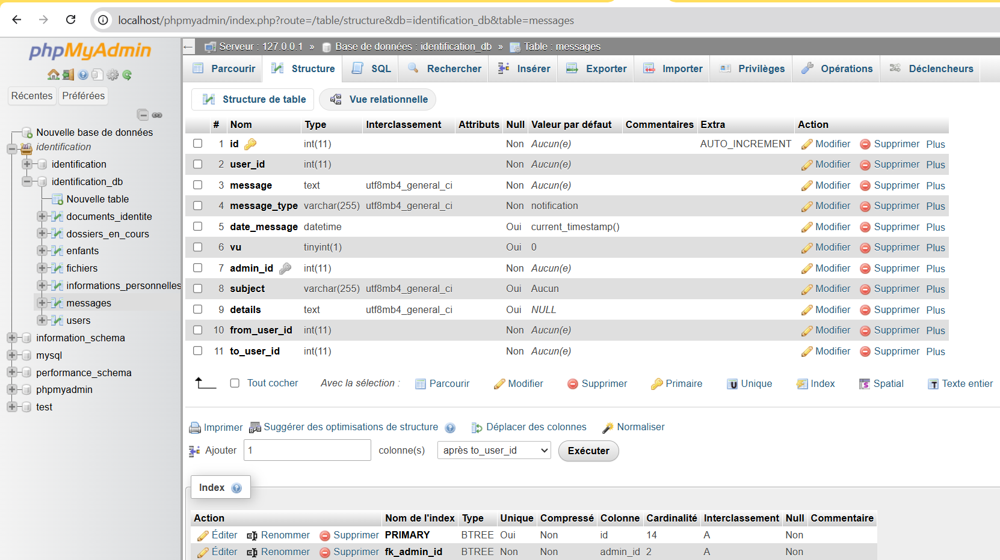 localhost/phpmyadmin/index.php?route=/table/structure&db=identification_db&table=messages
phpMyAdmin
Récentes Préférées
Nouvelle base de données
identification
identification
identification_db
Nouvelle table
documents_identite
dossiers_en_cours
enfants
fichiers
informations_personnelles
messages
users
information_schema
mysql
performance_schema
phpmyadmin
test
Serveur : 127.0.0.1 » Base de données : identification_db » Table : messages
Parcourir Structure SQL Rechercher Insérer Exporter Importer Privilèges Opérations Déclencheurs
Structure de table Vue relationnelle
# Nom Type Interclassement Attributs Null Valeur par défaut Commentaires Extra Action
1 id int(11) Non Aucun(e) AUTO_INCREMENT Modifier Supprimer Plus
2 user_id int(11) Non Aucun(e) Modifier Supprimer Plus
3 message text utf8mb4_general_ci Non Aucun(e) Modifier Supprimer Plus
4 message_type varchar(255) utf8mb4_general_ci Non notification Modifier Supprimer Plus
5 date_message datetime Oui current_timestamp() Modifier Supprimer Plus
6 vu tinyint(1) Oui 0 Modifier Supprimer Plus
7 admin_id int(11) Non Aucun(e) Modifier Supprimer Plus
8 subject varchar(255) utf8mb4_general_ci Oui Aucun Modifier Supprimer Plus
9 details text utf8mb4_general_ci Oui NULL Modifier Supprimer Plus
10 from_user_id int(11) Non Aucun(e) Modifier Supprimer Plus
11 to_user_id int(11) Non Aucun(e) Modifier Supprimer Plus
Tout cocher Avec la sélection : Parcourir Modifier Supprimer Primaire Unique Index Spatial Texte entier
Imprimer Suggérer des optimisations de structure Déplacer des colonnes Normaliser
Ajouter 1 colonne(s) après to_user_id Exécuter
Index
Action Nom de l'index Type Unique Compressé Colonne Cardinalité Interclassement Null Commentaire
Éditer Renommer Supprimer PRIMARY BTREE Oui Non id 14 A Non
Éditer Renommer Supprimer fk_admin_id BTREE Non Non admin_id 2 A Non